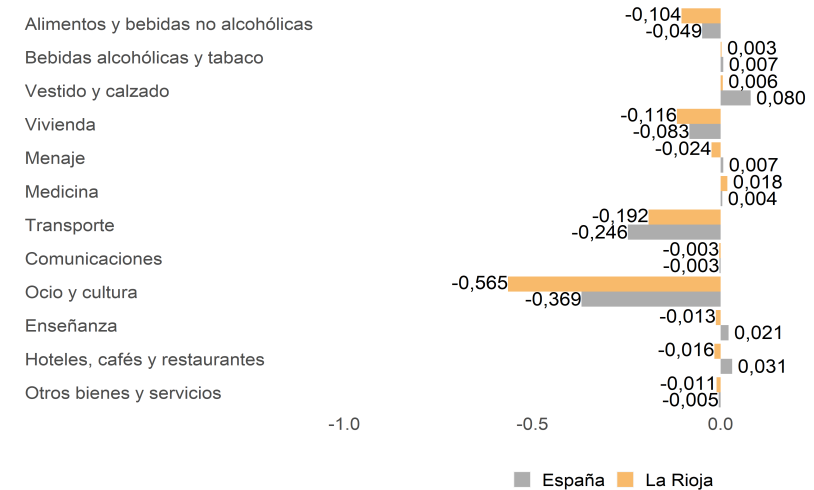 Alimentos y bebidas no alcohólicas
-0,104
-0,049
Bebidas alcohólicas y tabaco
0,003
0,007
Vestido y calzado
0,006
0,080
Vivienda
-0,116
-0,083
Menaje
-0,024
0,007
Medicina
0,018
0,004
Transporte
-0,192
-0,246
Comunicaciones
-0,003
-0,003
Ocio y cultura
-0,565
-0,369
Enseñanza
-0,013
0,021
Hoteles, cafés y restaurantes
-0,016
0,031
Otros bienes y servicios
-0,011
-0,005
-1.0 -0.5 0.0
España La Rioja